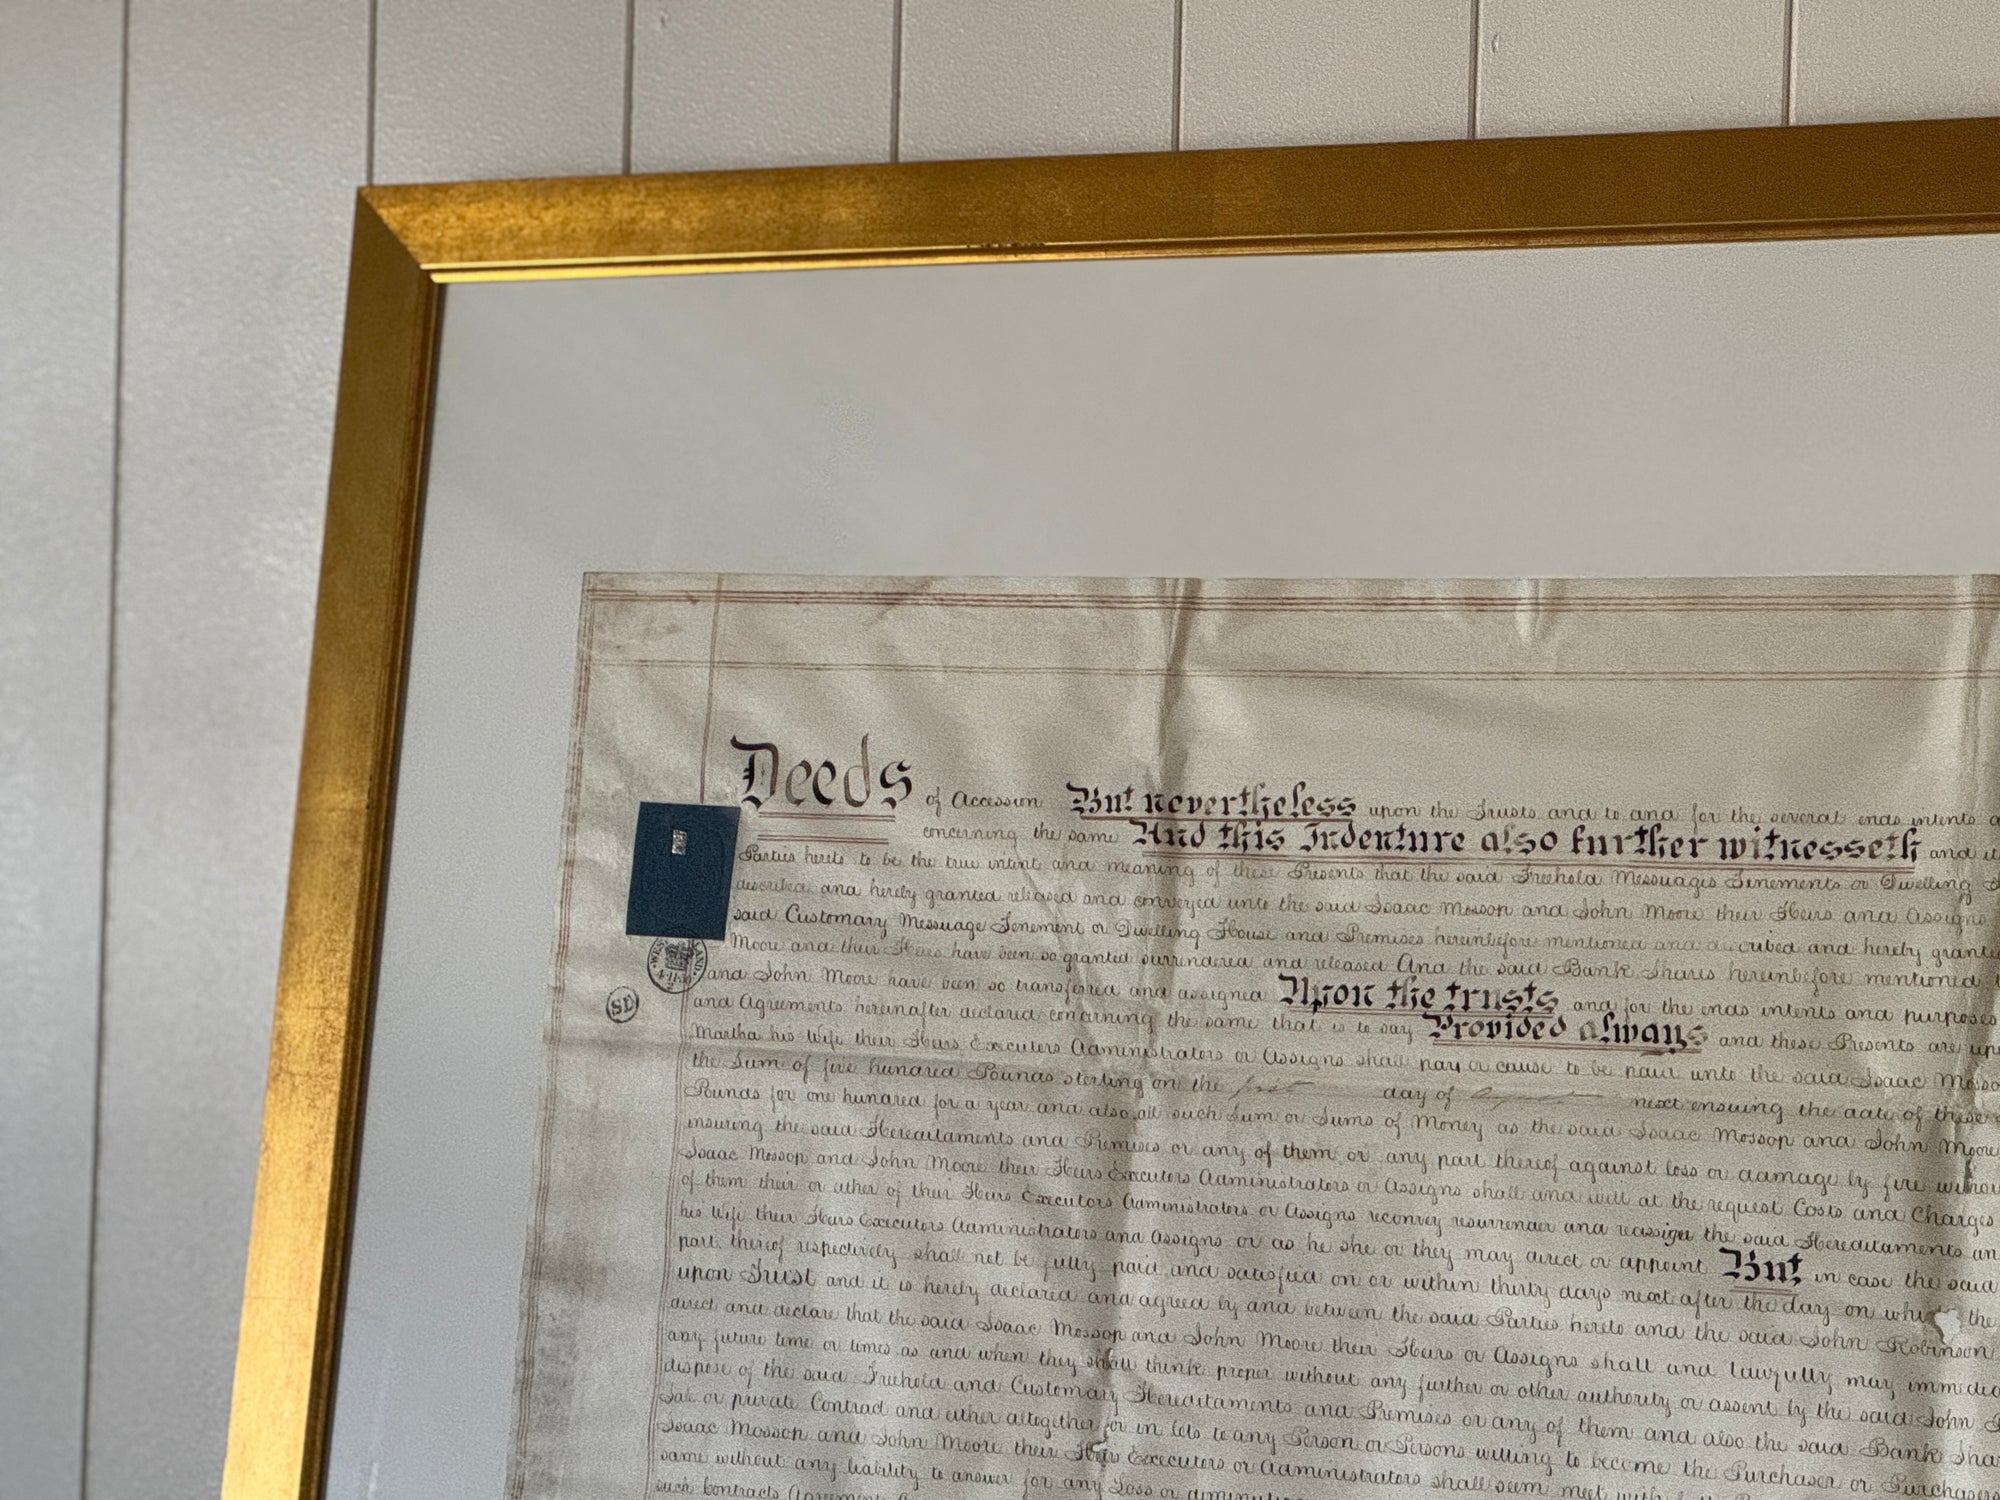 Deeds of Accession But nevertheless upon the Trusts and to and for the several ends intents
concerning the same And this Indenture also further witnesseth and it
Parties hereto to be the true intent and meaning of these Presents that the said Freehold Messuages Tenements or Dwelling
described and hereby granted released and conveyed unto the said Isaac Mossop and John Moore their Heirs and Assigns
said Customary Messuage Tenement or Dwelling House and Premises hereinbefore mentioned and described and hereby grante
Moore and their Heirs have been so granted surrendered and released And the said Bank Shares hereinbefore mentioned
and John Moore have been so transferred and assigned Upon the trusts and for the ends intents and purposes
and Agreements hereinafter declared concerning the same that is to say Provided always and these Presents are upon
Martha his Wife their Heirs Executors Administrators or Assigns shall pay or cause to be paid unto the said Isaac Mosso
the Sum of five hundred Pounds sterling on the first day of next ensuing the date of these
Pounds for one hundred for a year and also all such Sum or Sums of Money as the said Isaac Mossop and John Moore
insuring the said Hereditaments and Premises or any of them or any part thereof against loss or damage by fire
Isaac Mossop and John Moore their Heirs Executors Administrators or Assigns shall and will at the request Costs and Charges
of them their or either of their Heirs Executors Administrators or Assigns reconvey resurrender and reassign the said Hereditaments an
his Wife their Heirs Executors Administrators and Assigns or as he she or they may direct or appoint But in case the said
part thereof respectively shall not be fully paid and satisfied on or within thirty days next after the day on which the
upon Trust and it is hereby declared and agreed by and between the said Parties hereto and the said John Robinson
direct and declare that the said Isaac Mossop and John Moore their Heirs or Assigns shall and lawfully may immedia
any future time or times as and when they shall think proper without any further or other authority or assent by the said John
dispose of the said Freehold and Customary Hereditaments and Premises or any of them and also the said Bank Sha
Sale or private Contract and either altogether or in lots to any Person or Persons willing to become the Purchaser or Purchasers
Isaac Mossop and John Moore their Heirs Executors or Administrators shall seem meet
same without any liability to answer for any Loss or
such Contracts
SD